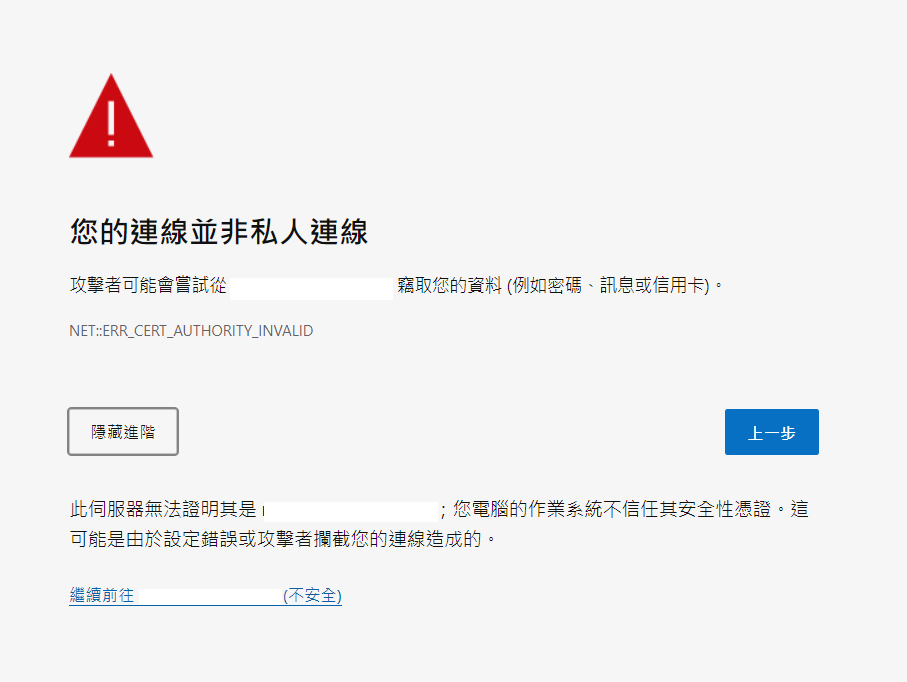 您的連線並非私人連線
攻擊者可能會嘗試從 竊取您的資料 (例如密碼、訊息或信用卡)。
NET::ERR_CERT_AUTHORITY_INVALID
隱藏進階
上一步
此伺服器無法證明其是 ; 您電腦的作業系統不信任其安全性憑證。這
可能是由於設定錯誤或攻擊者攔截您的連線造成的。
繼續前往 (不安全)